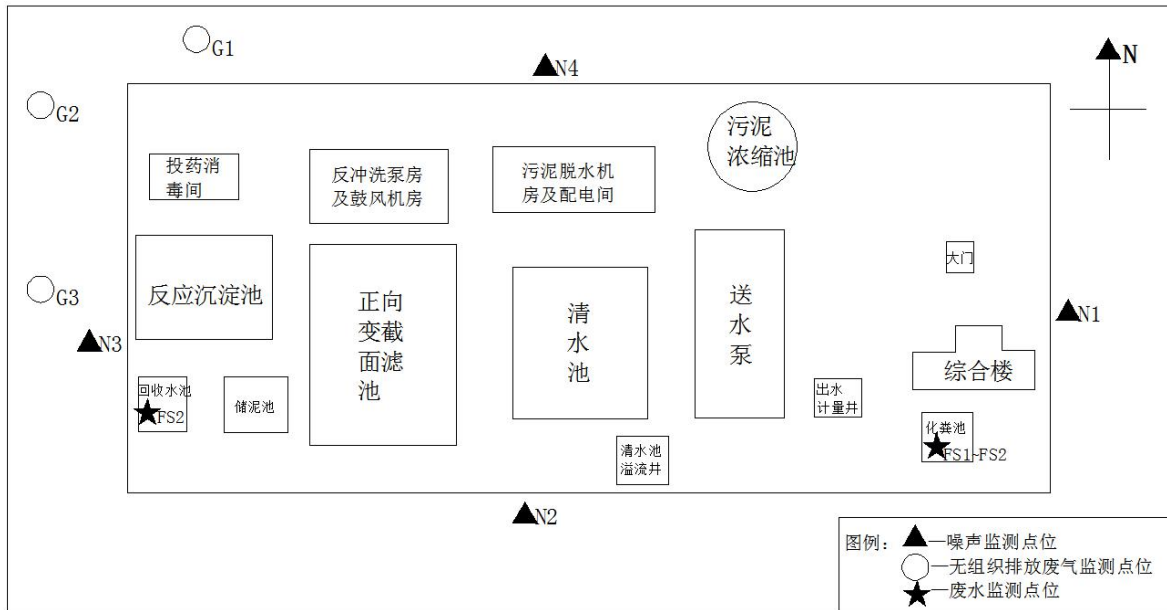 G1
N4
N
G2
污泥
浓缩池
投药消
毒间
反冲洗泵房
及鼓风机房
污泥脱水机
房及配电间
大门
G3
反应沉淀池
正向
变截
面滤
池
清
水
池
送
水
泵
N1
N3
综合楼
回收水池
FS2
储泥池
出水
计量井
化粪池
FS1~FS2
清水池
溢流井
N2
图例：
—噪声监测点位
—无组织排放废气监测点位
—废水监测点位